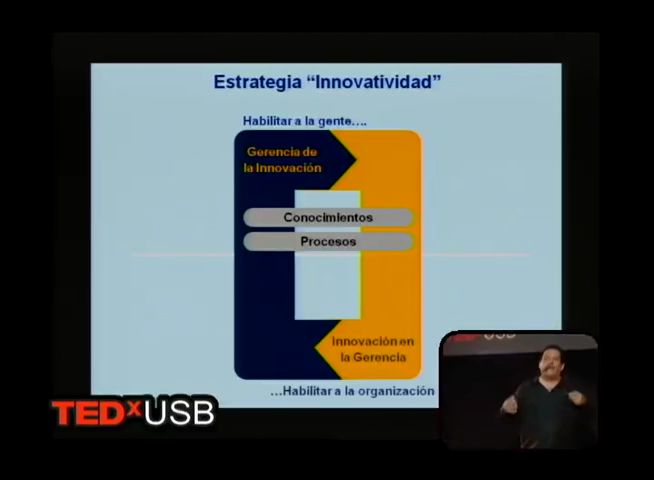 Estrategia “Innovatividad”
Habilitar a la gente....
Gerencia de
la Innovación
Conocimientos
Procesos
Innovación en
la Gerencia
...Habilitar a la organización
TEDxUSB
USB